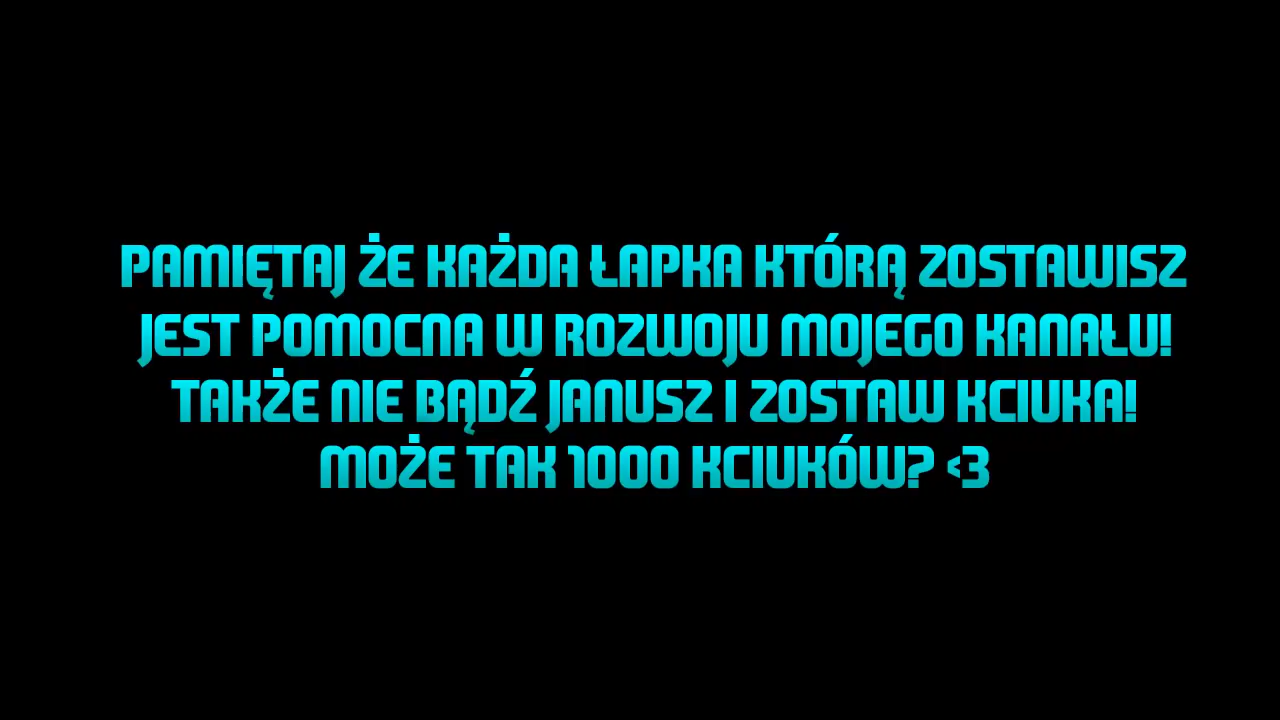 PAMIĘTAJ ŻE KAŻDA ŁAPKA KTÓRĄ ZOSTAWISZ
JEST POMOCNA W ROZWOJU MOJEGO KANAŁU!
TAKŻE NIE BĄDŹ JANUSZ I ZOSTAW KCIUKA!
MOŻE TAK 1000 KCIUKÓW? <3